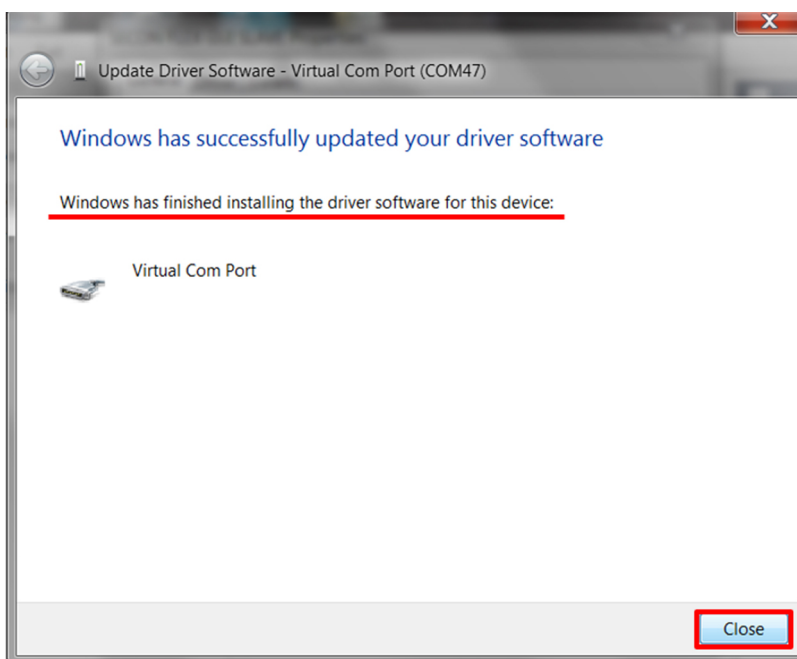 Update Driver Software - Virtual Com Port (COM47)
Windows has successfully updated your driver software
Windows has finished installing the driver software for this device:
Virtual Com Port
Close